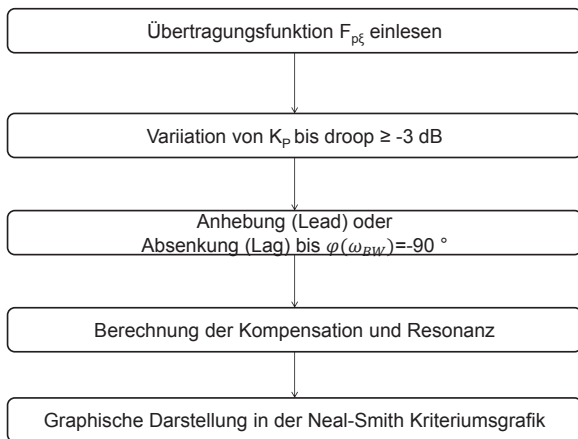 Übertragungsfunktion F_pξ einlesen
Variiation von K_P bis droop ≥ -3 dB
Anhebung (Lead) oder
Absenkung (Lag) bis φ(ω_BW)=-90 °
Berechnung der Kompensation und Resonanz
Graphische Darstellung in der Neal-Smith Kriteriumsgrafik